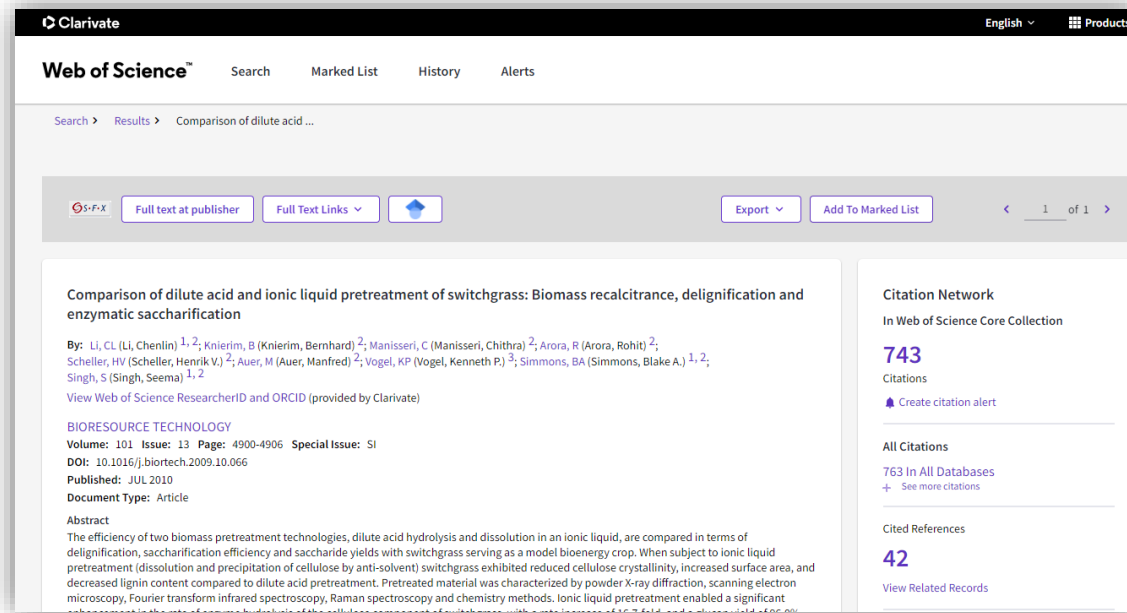 Clarivate
English
Products
Web of Science™
Search
Marked List
History
Alerts
Search > Results > Comparison of dilute acid ...
S·F·X
Full text at publisher
Full Text Links
Export
Add To Marked List
< 1 of 1 >
Comparison of dilute acid and ionic liquid pretreatment of switchgrass: Biomass recalcitrance, delignification and
enzymatic saccharification
By: Li, CL (Li, Chenlin) 1, 2; Knierim, B (Knierim, Bernhard) 2; Manisseri, C (Manisseri, Chithra) 2; Arora, R (Arora, Rohit) 2;
Scheller, HV (Scheller, Henrik V.) 2; Auer, M (Auer, Manfred) 2; Vogel, KP (Vogel, Kenneth P.) 3; Simmons, BA (Simmons, Blake A.) 1, 2;
Singh, S (Singh, Seema) 1, 2
View Web of Science ResearcherID and ORCID (provided by Clarivate)
BIORESOURCE TECHNOLOGY
Volume: 101 Issue: 13 Page: 4900-4906 Special Issue: SI
DOI: 10.1016/j.biortech.2009.10.066
Published: JUL 2010
Document Type: Article
Abstract
The efficiency of two biomass pretreatment technologies, dilute acid hydrolysis and dissolution in an ionic liquid, are compared in terms of
delignification, saccharification efficiency and saccharide yields with switchgrass serving as a model bioenergy crop. When subject to ionic liquid
pretreatment (dissolution and precipitation of cellulose by anti-solvent) switchgrass exhibited reduced cellulose crystallinity, increased surface area, and
decreased lignin content compared to dilute acid pretreatment. Pretreated material was characterized by powder X-ray diffraction, scanning electron
microscopy, Fourier transform infrared spectroscopy, Raman spectroscopy and chemistry methods. Ionic liquid pretreatment enabled a significant
Citation Network
In Web of Science Core Collection
743
Citations
Create citation alert
All Citations
763 In All Databases
+ See more citations
Cited References
42
View Related Records